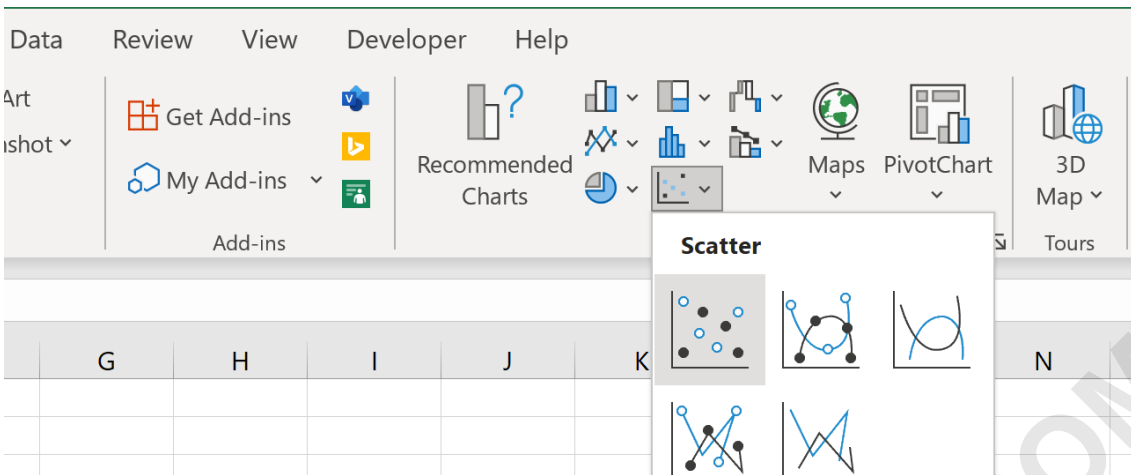 Data Review View Developer Help
Art
Get Add-ins
nshot
My Add-ins
Recommended
Charts
Maps
PivotChart
3D
Map
Add-ins
Tours
Scatter
G H I J K N